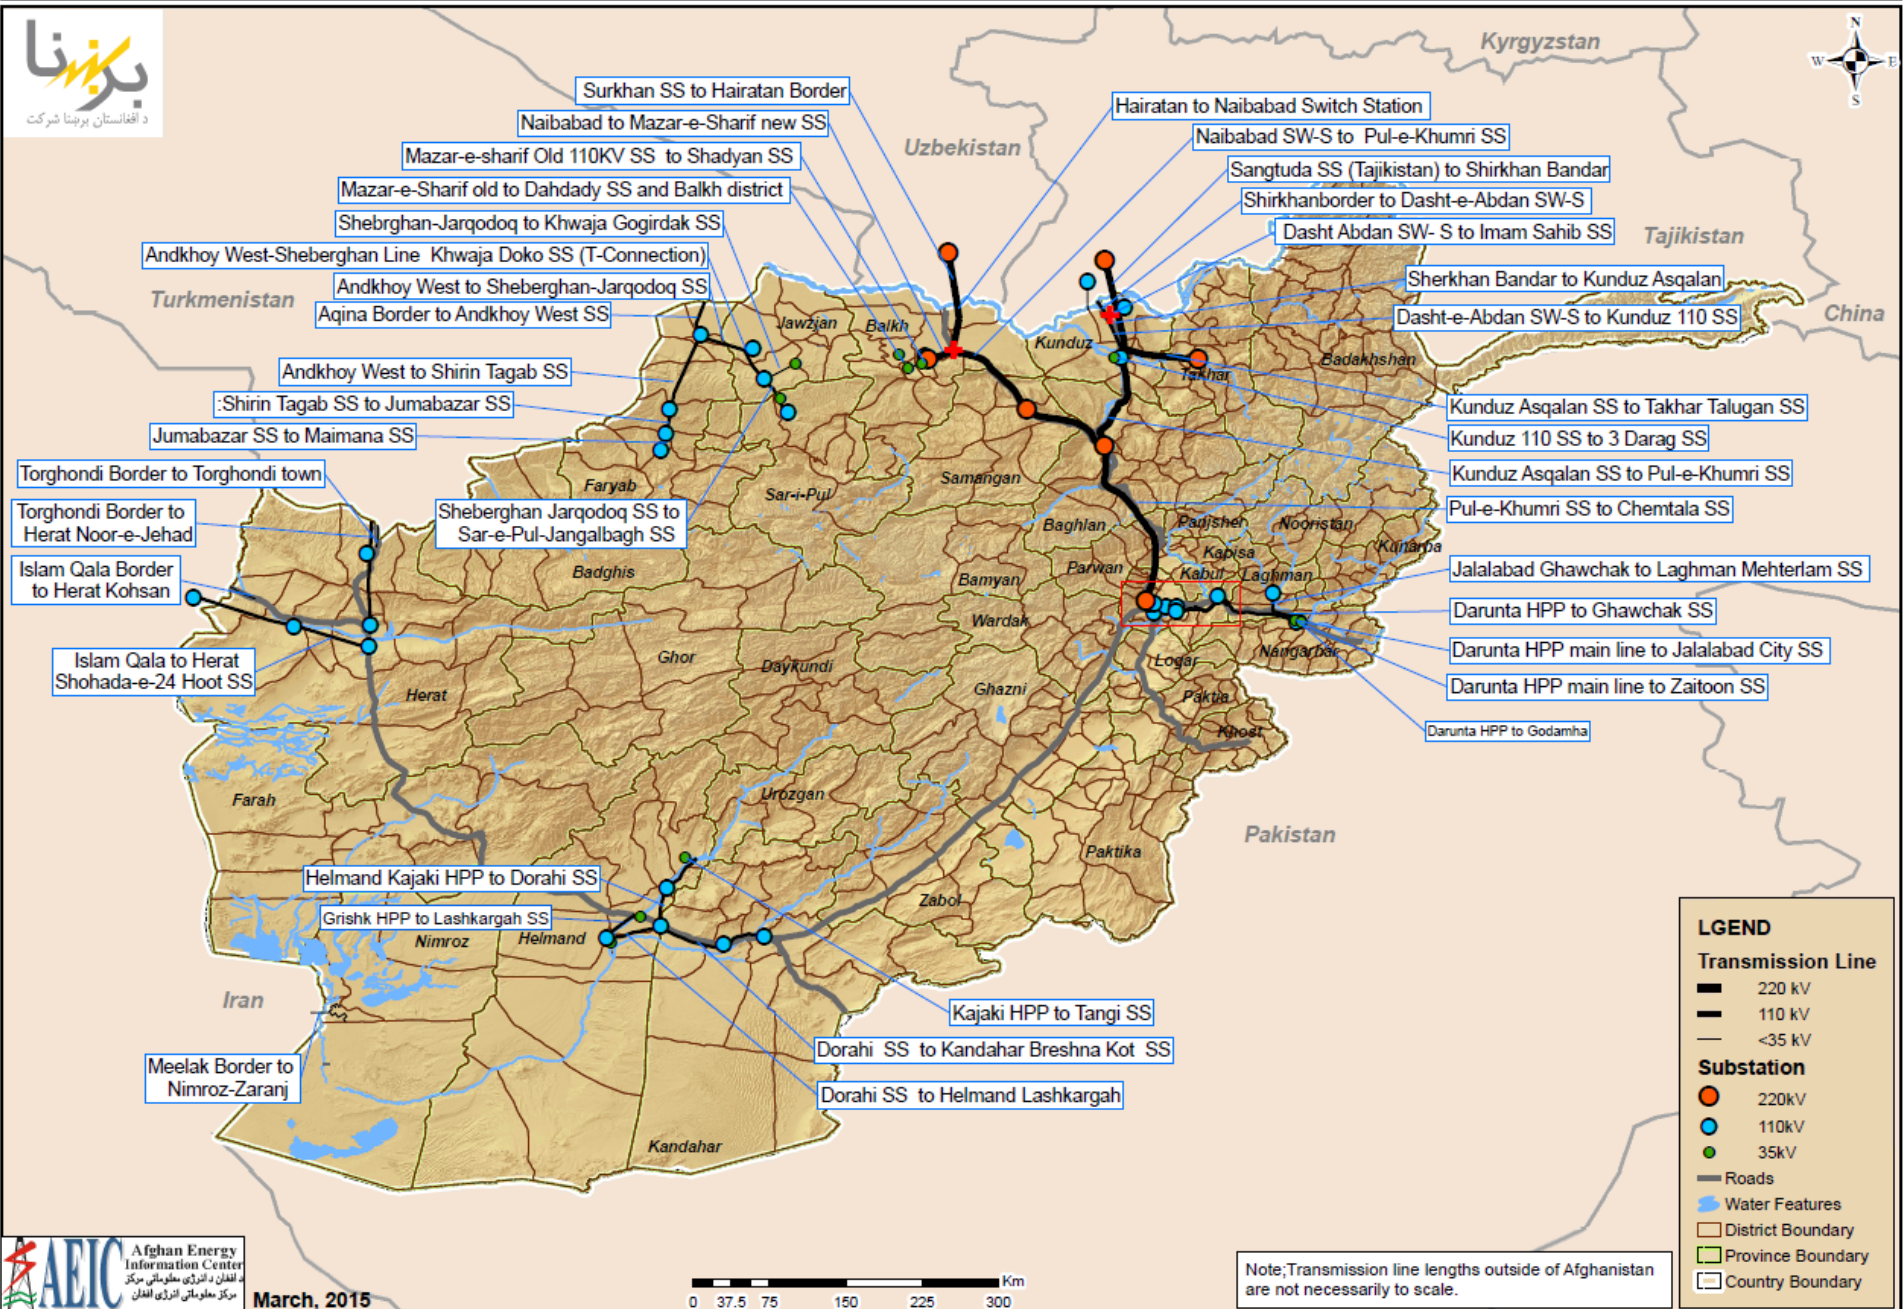 برښنا
د افغانستان برښنا شرکت
N
W
E
S
Kyrgyzstan
Uzbekistan
Tajikistan
Turkmenistan
China
Pakistan
Iran
Surkhan SS to Hairatan Border
Naibabad to Mazar-e-Sharif new SS
Mazar-e-sharif Old 110KV SS to Shadyan SS
Mazar-e-Sharif old to Dahdady SS and Balkh district
Shebrghan-Jarqodoq to Khwaja Gogirdak SS
Andkhoy West-Sheberghan Line Khwaja Doko SS (T-Connection)
Andkhoy West to Sheberghan-Jarqodoq SS
Aqina Border to Andkhoy West SS
Andkhoy West to Shirin Tagab SS
:Shirin Tagab SS to Jumabazar SS
Jumabazar SS to Maimana SS
Torghondi Border to Torghondi town
Torghondi Border to
Herat Noor-e-Jehad
Islam Qala Border
to Herat Kohsan
Islam Qala to Herat
Shohada-e-24 Hoot SS
Sheberghan Jarqodoq SS to
Sar-e-Pul-Jangalbagh SS
Hairatan to Naibabad Switch Station
Naibabad SW-S to Pul-e-Khumri SS
Sangtuda SS (Tajikistan) to Shirkhan Bandar
Shirkhanborder to Dasht-e-Abdan SW-S
Dasht Abdan SW- S to Imam Sahib SS
Sherkhan Bandar to Kunduz Asqalan
Dasht-e-Abdan SW-S to Kunduz 110 SS
Kunduz Asqalan SS to Takhar Talugan SS
Kunduz 110 SS to 3 Darag SS
Kunduz Asqalan SS to Pul-e-Khumri SS
Pul-e-Khumri SS to Chemtala SS
Jalalabad Ghawchak to Laghman Mehterlam SS
Darunta HPP to Ghawchak SS
Darunta HPP main line to Jalalabad City SS
Darunta HPP main line to Zaitoon SS
Darunta HPP to Godamha
Helmand Kajaki HPP to Dorahi SS
Grishk HPP to Lashkargah SS
Kajaki HPP to Tangi SS
Dorahi SS to Kandahar Breshna Kot SS
Dorahi SS to Helmand Lashkargah
Meelak Border to
Nimroz-Zaranj
Jawzjan
Balkh
Kunduz
Takhar
Badakhshan
Faryab
Sar-i-Pul
Samangan
Baghlan
Panjsher
Nooristan
Kunarha
Kapisa
Badghis
Bamyan
Parwan
Kabul
Laghman
Wardak
Nangarhar
Logar
Ghor
Daykundi
Ghazni
Paktia
Khost
Herat
Farah
Urozgan
Paktika
Zabol
Nimroz
Helmand
Kandahar
LGEND
Transmission Line
220 kV
110 kV
<35 kV
Substation
220kV
110kV
35kV
Roads
Water Features
District Boundary
Province Boundary
Country Boundary
Note;Transmission line lengths outside of Afghanistan
are not necessarily to scale.
Km
0 37.5 75 150 225 300
AEIC
Afghan Energy
Information Center
د افغان د انرژی معلوماتی مرکز
مرکز معلوماتی انرژی افغان
March, 2015